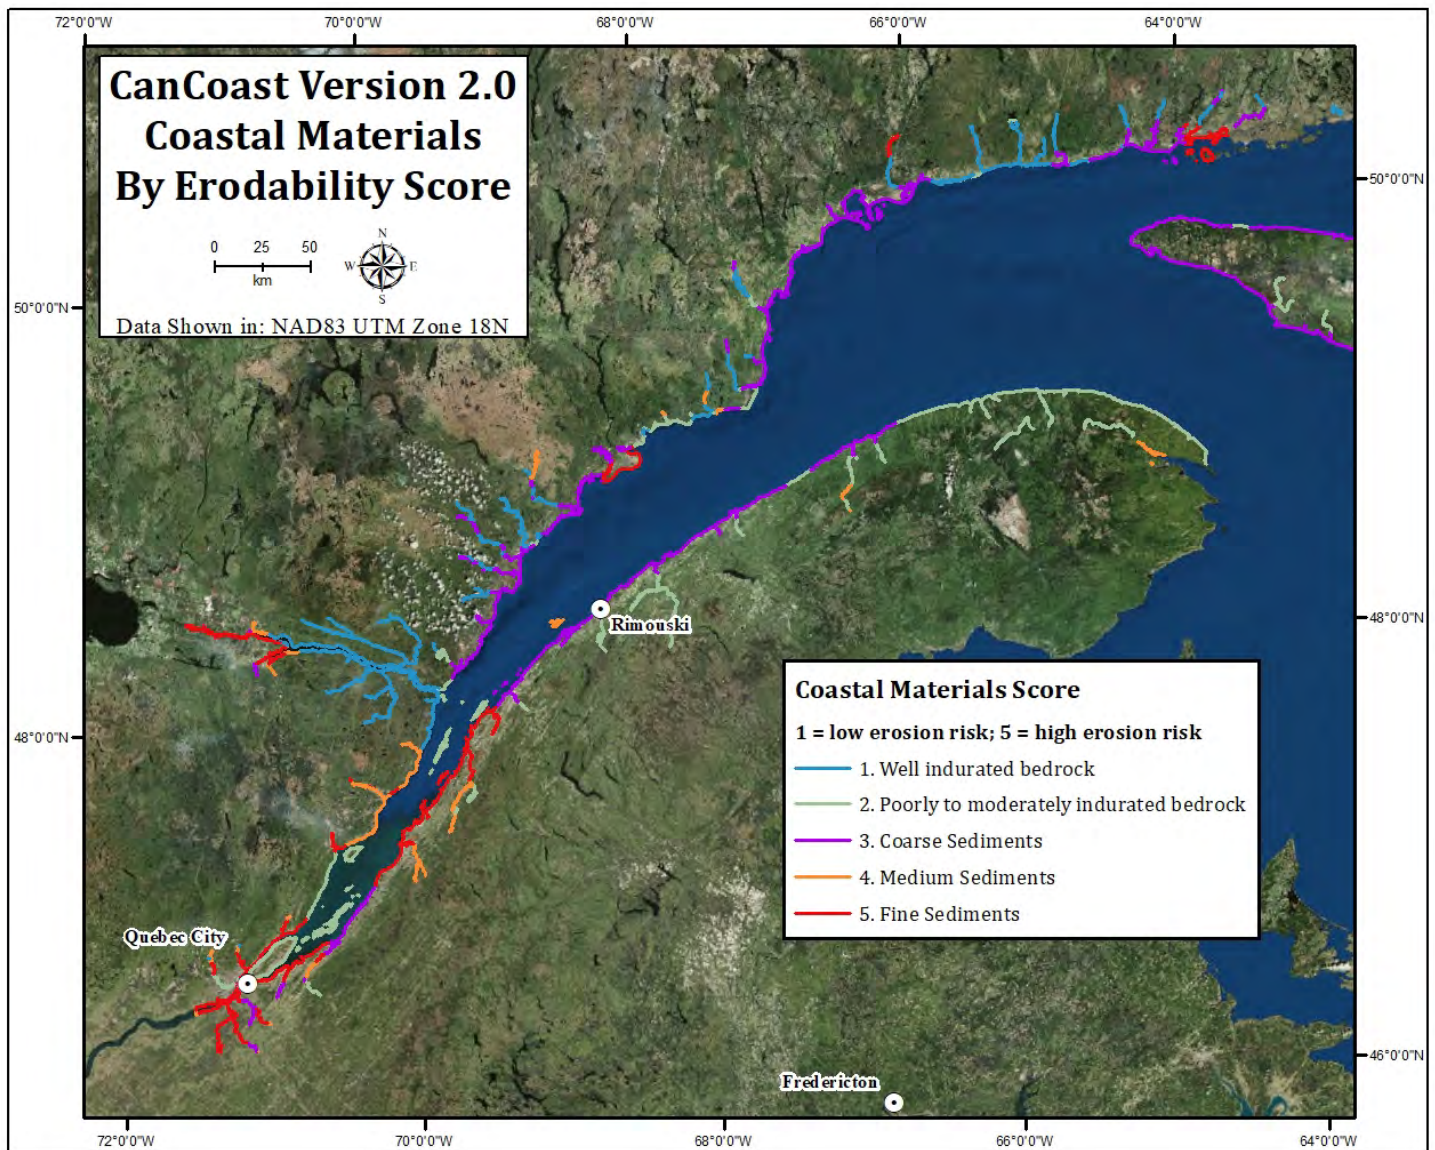 72°0'0"W 70°0'0"W 68°0'0"W 66°0'0"W 64°0'0"W
CanCoast Version 2.0
Coastal Materials
By Erodability Score
0 25 50
km
N
W E
S
Data Shown in: NAD83 UTM Zone 18N
50°0'0"N
50°0'0"N
Rimouski
48°0'0"N
48°0'0"N
Coastal Materials Score
1 = low erosion risk; 5 = high erosion risk
1. Well indurated bedrock
2. Poorly to moderately indurated bedrock
3. Coarse Sediments
4. Medium Sediments
5. Fine Sediments
Quebec City
46°0'0"N
Fredericton
72°0'0"W 70°0'0"W 68°0'0"W 66°0'0"W 64°0'0"W